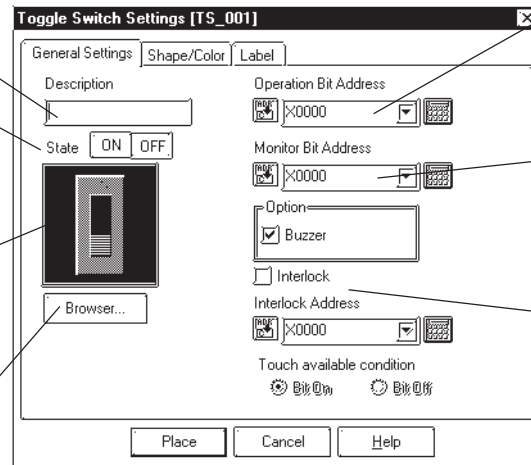 Toggle Switch Settings [TS_001]
General Settings
Shape/Color
Label
Description
Operation Bit Address
X0000
State
ON
OFF
Monitor Bit Address
X0000
Option
Buzzer
Interlock
Browser...
Interlock Address
X0000
Touch available condition
Bit On
Bit Off
Place
Cancel
Help